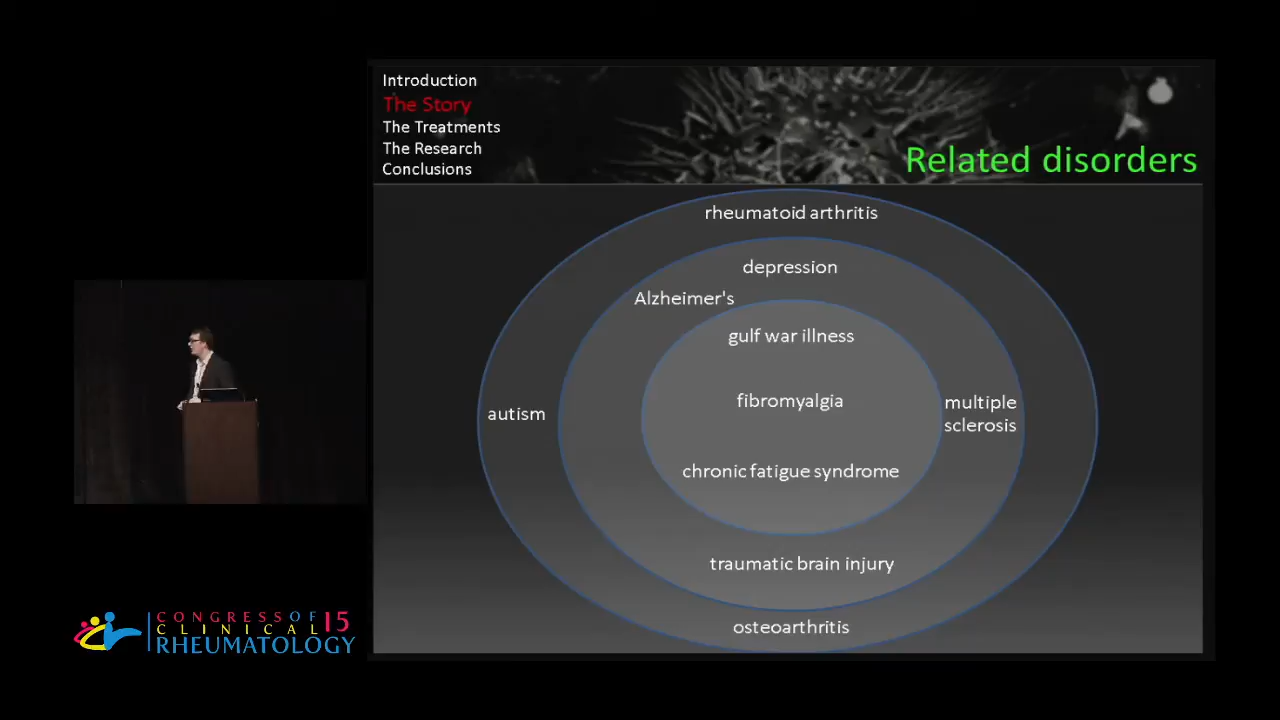 Introduction
The Story
The Treatments
The Research
Conclusions
Related disorders
rheumatoid arthritis
depression
Alzheimer's
gulf war illness
fibromyalgia
autism
multiple
sclerosis
chronic fatigue syndrome
traumatic brain injury
osteoarthritis
CONGRESS OF 15
CLINICAL
RHEUMATOLOGY